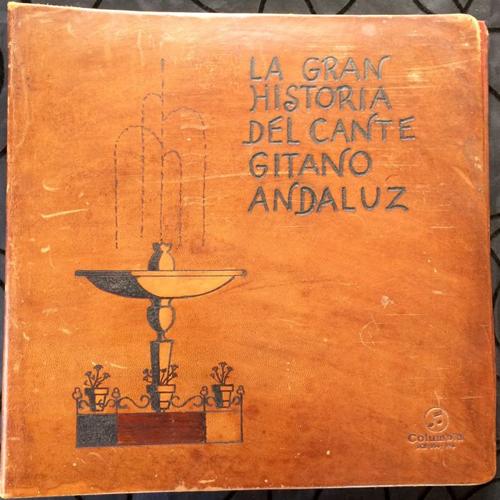 LA GRAN
HISTORIA
DEL CANTE
GITANO
ANDALUZ
Columbia